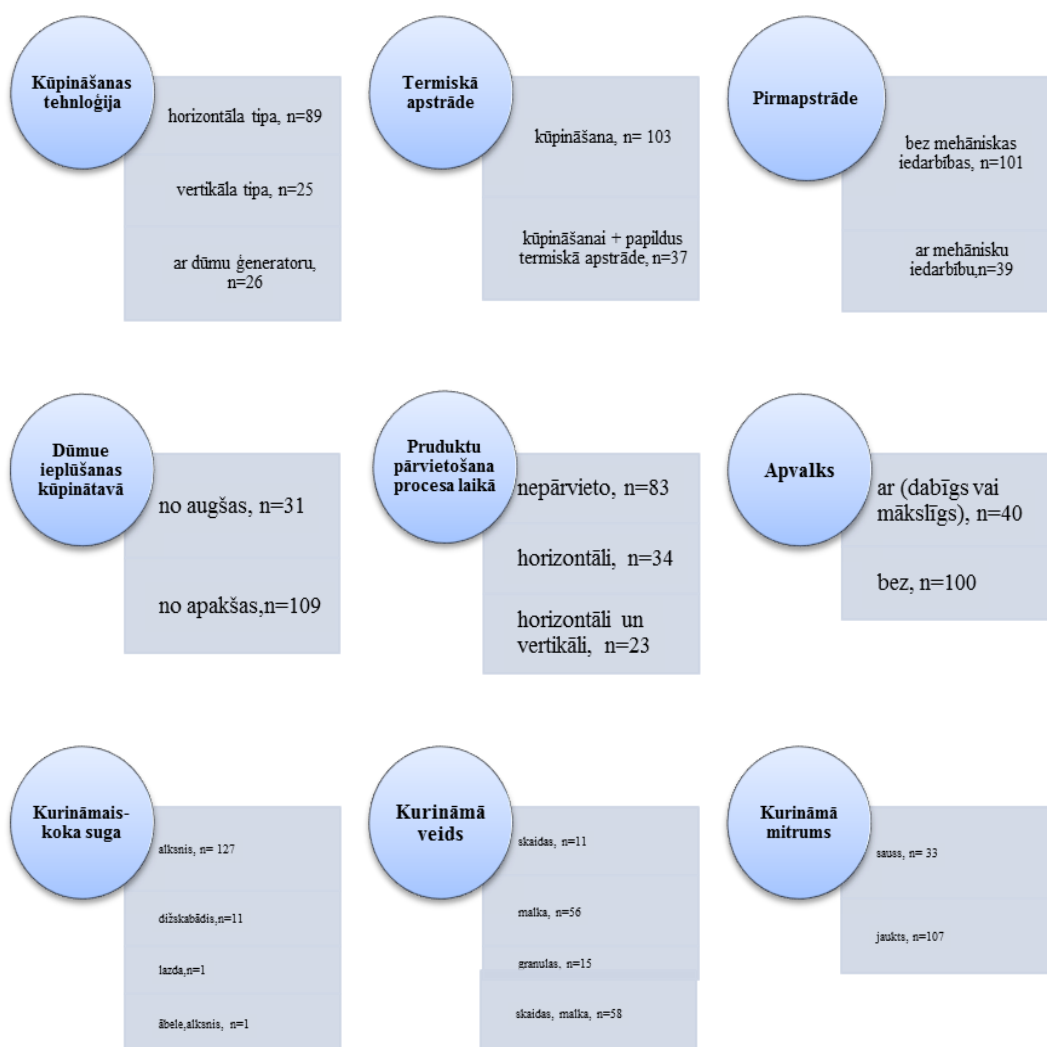 Kūpināšanas
tehnloģija
horizontāla tipa, n=89
vertikāla tipa, n=25
ar dūmu ģeneratoru,
n=26
Termiskā
apstrāde
kūpināšana, n= 103
kūpināšanai + papildus
termiskā apstrāde, n=37
Pirmapstrāde
bez mehāniskas
iedarbības, n=101
ar mehānisku
iedarbību,n=39
Dūmue
ieplūšanas
kūpinātavā
no augšas, n=31
no apakšas,n=109
Pruduktu
pārvietošana
procesa laikā
nepārvieto, n=83
horizontāli, n=34
horizontāli un
vertikāli, n=23
Apvalks
ar (dabīgs vai
mākslīgs), n=40
bez, n=100
Kurināmais-
koka suga
alksnis, n= 127
dižskabādis,n=11
lazda,n=1
ābele,alksnis, n=1
Kurināmā
veids
skaidas, n=11
malka, n=56
granulas, n=15
skaidas, malka, n=58
Kurināmā
mitrums
sauss, n= 33
jaukts, n=107